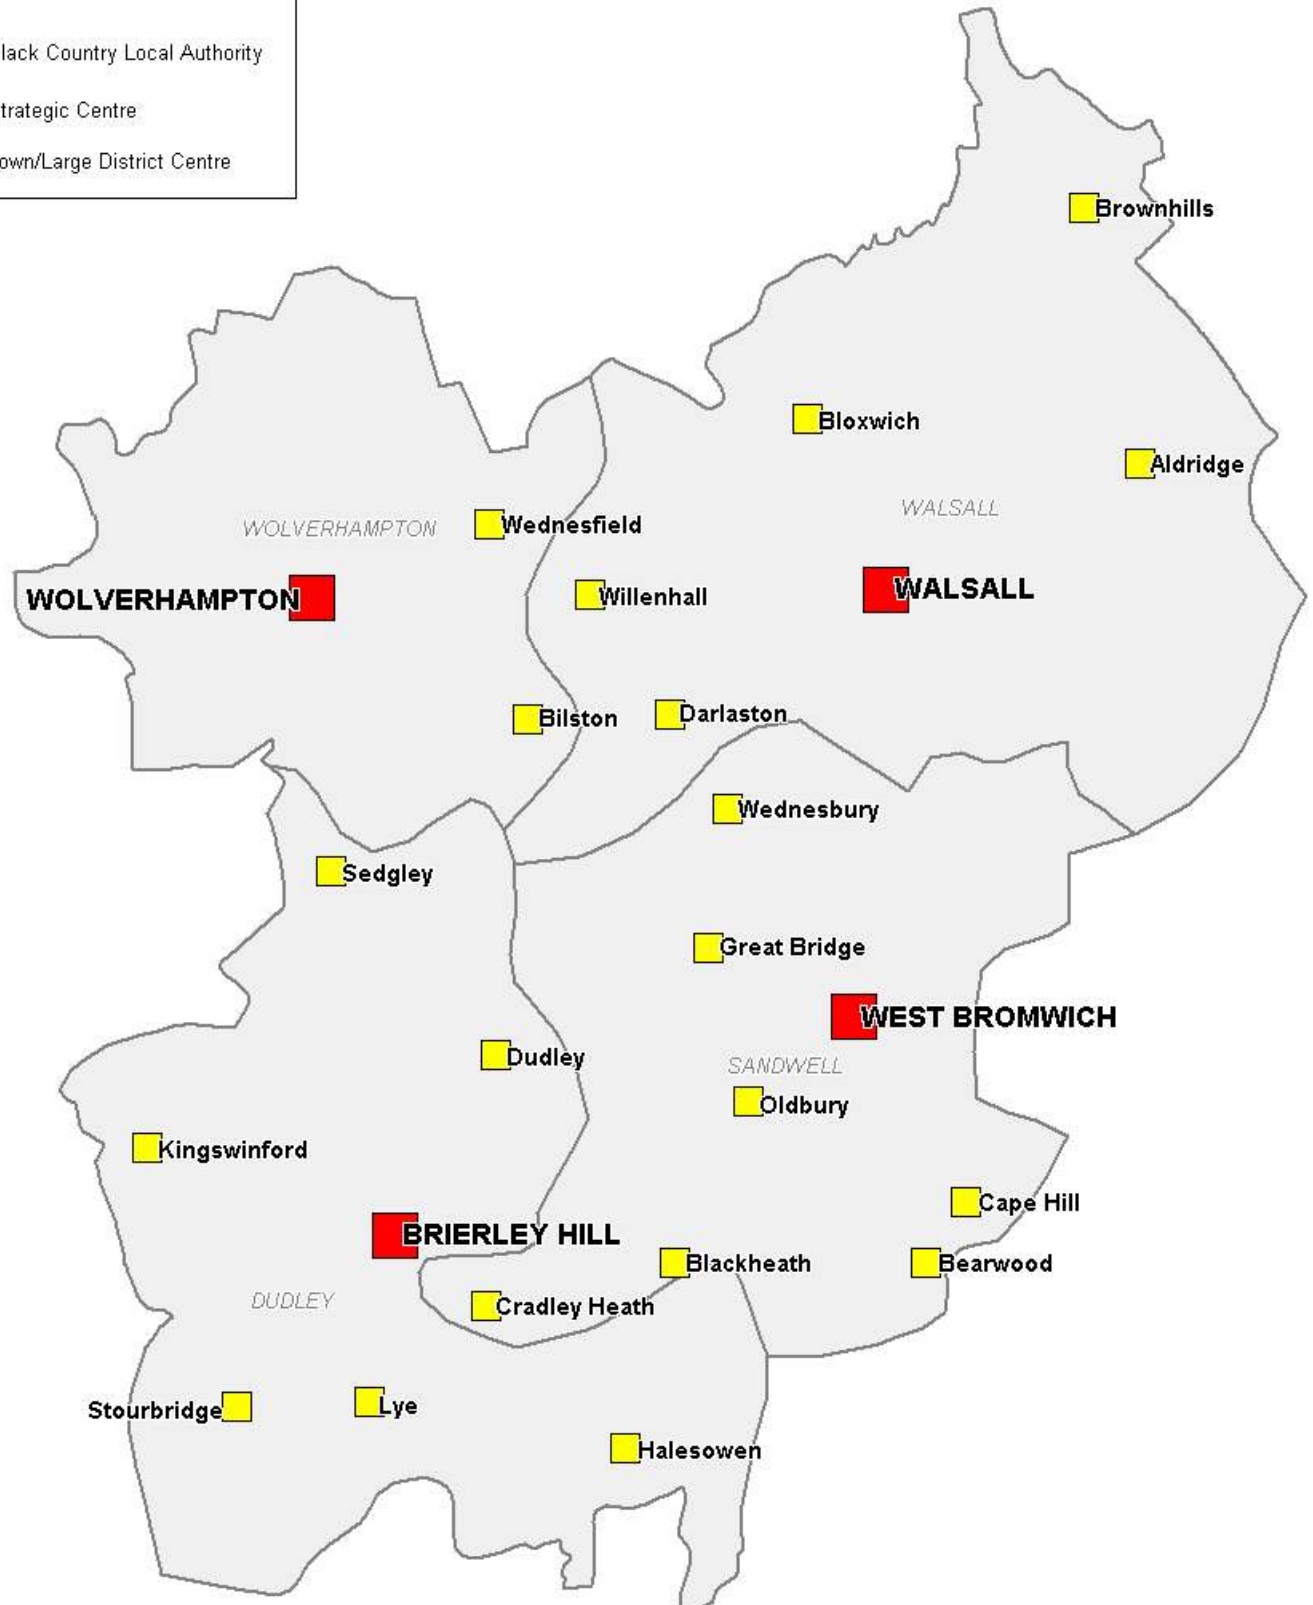 lack Country Local Authority
trategic Centre
own/Large District Centre
Brownhills
Bloxwich
Aldridge
WALSALL
WOLVERHAMPTON
Wednesfield
WALSALL
Willenhall
WOLVERHAMPTON
Darlaston
Bilston
Wednesbury
Sedgley
Great Bridge
WEST BROMWICH
Dudley
SANDWELL
Oldbury
Kingswinford
Cape Hill
BRIERLEY HILL
Blackheath
Bearwood
DUDLEY
Cradley Heath
Stourbridge
Lye
Halesowen